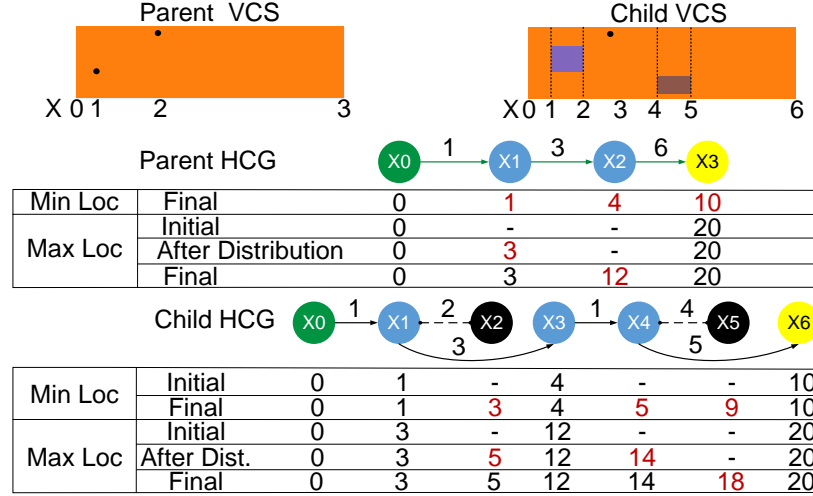 Parent VCS
Child VCS
X 0 1 2 3
X 0 1 2 3 4 5 6
Parent HCG X0 1 X1 3 X2 6 X3
Min Loc Final 0 1 4 10
Max Loc Initial 0 - - 20
After Distribution 0 3 - 20
Final 0 3 12 20
Child HCG X0 1 X1 2 X2 3 X3 1 X4 4 X5 5 X6
Min Loc Initial 0 1 - 4 - - 10
Final 0 1 3 4 5 9 10
Max Loc Initial 0 3 - 12 - - 20
After Dist. 0 3 5 12 14 - 20
Final 0 3 5 12 14 18 20